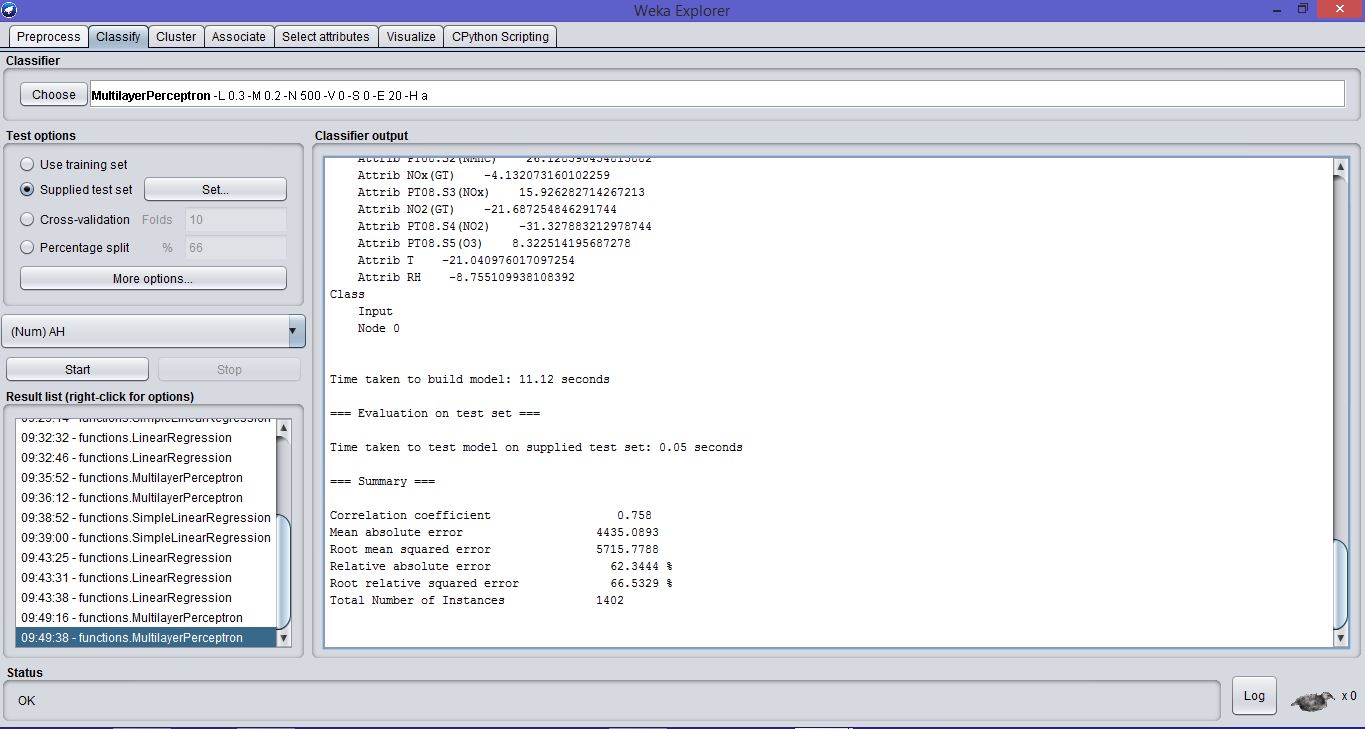 Weka Explorer
Preprocess Classify Cluster Associate Select attributes Visualize CPython Scripting
Classifier
Choose MultilayerPerceptron -L 0.3 -M 0.2 -N 500 -V 0 -S 0 -E 20 -H a
Test options
Use training set
Supplied test set Set...
Cross-validation Folds 10
Percentage split % 66
More options...
(Num) AH
Start Stop
Result list (right-click for options)
09:29:14 - functions.SimpleLinearRegression
09:32:32 - functions.LinearRegression
09:32:46 - functions.LinearRegression
09:35:52 - functions.MultilayerPerceptron
09:36:12 - functions.MultilayerPerceptron
09:38:52 - functions.SimpleLinearRegression
09:39:00 - functions.SimpleLinearRegression
09:43:25 - functions.LinearRegression
09:43:31 - functions.LinearRegression
09:43:38 - functions.LinearRegression
09:49:16 - functions.MultilayerPerceptron
09:49:38 - functions.MultilayerPerceptron
Classifier output
Attrib PT08.S2(NMHC)
Attrib NOx(GT) -4.132073160102259
Attrib PT08.S3(NOx) 15.926282714267213
Attrib NO2(GT) -21.687254846291744
Attrib PT08.S4(NO2) -31.327883212978744
Attrib PT08.S5(O3) 8.322514195687278
Attrib T -21.040976017097254
Attrib RH -8.755109938108392
Class
Input
Node 0
Time taken to build model: 11.12 seconds
=== Evaluation on test set ===
Time taken to test model on supplied test set: 0.05 seconds
=== Summary ===
Correlation coefficient 0.758
Mean absolute error 4435.0893
Root mean squared error 5715.7788
Relative absolute error 62.3444 %
Root relative squared error 66.5329 %
Total Number of Instances 1402
Status
OK
Log x 0